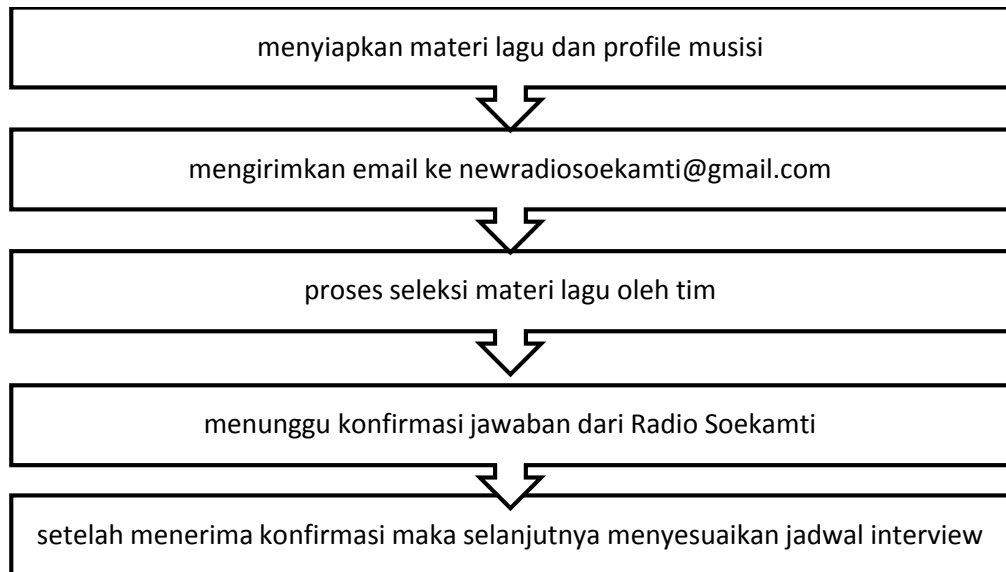 menyiapkan materi lagu dan profile musisi
mengirimkan email ke newradiosoekamti@gmail.com
proses seleksi materi lagu oleh tim
menunggu konfirmasi jawaban dari Radio Soekamti
setelah menerima konfirmasi maka selanjutnya menyesuaikan jadwal interview